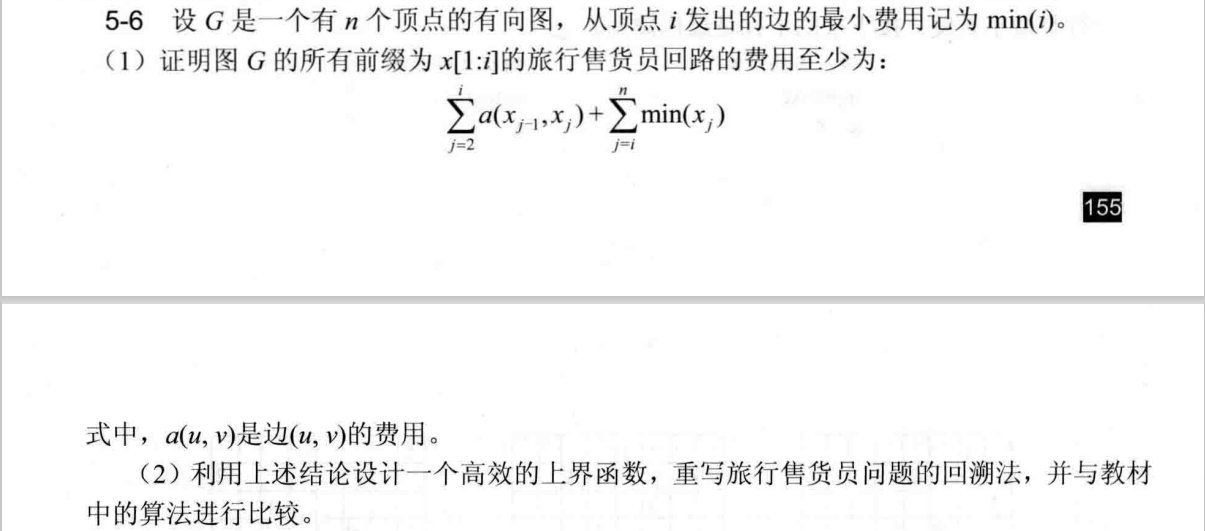 5-6 设 G 是一个有 n 个顶点的有向图，从顶点 i 发出的边的最小费用记为 min(i)。
（1）证明图 G 的所有前缀为 x[1:i]的旅行售货员回路的费用至少为：
\sum_{j=2}^{i} a(x_{j-1}, x_j) + \sum_{j=i}^{n} min(x_j)
155
式中，a(u, v)是边(u, v)的费用。
（2）利用上述结论设计一个高效的上界函数，重写旅行售货员问题的回溯法，并与教材
中的算法进行比较。